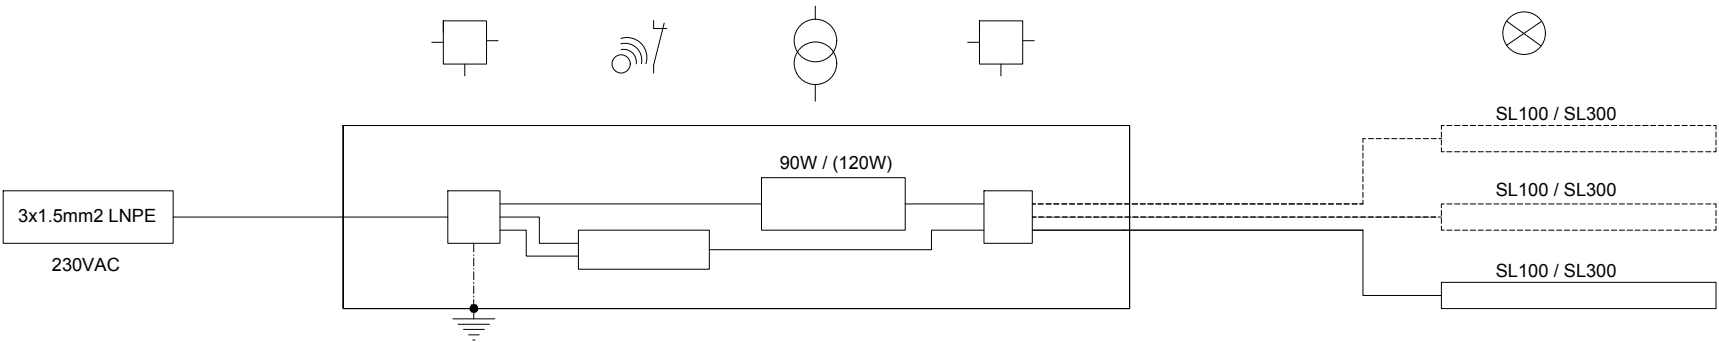 SL100 / SL300
90W / (120W)
SL100 / SL300
3x1.5mm2 LNPE
230VAC
SL100 / SL300